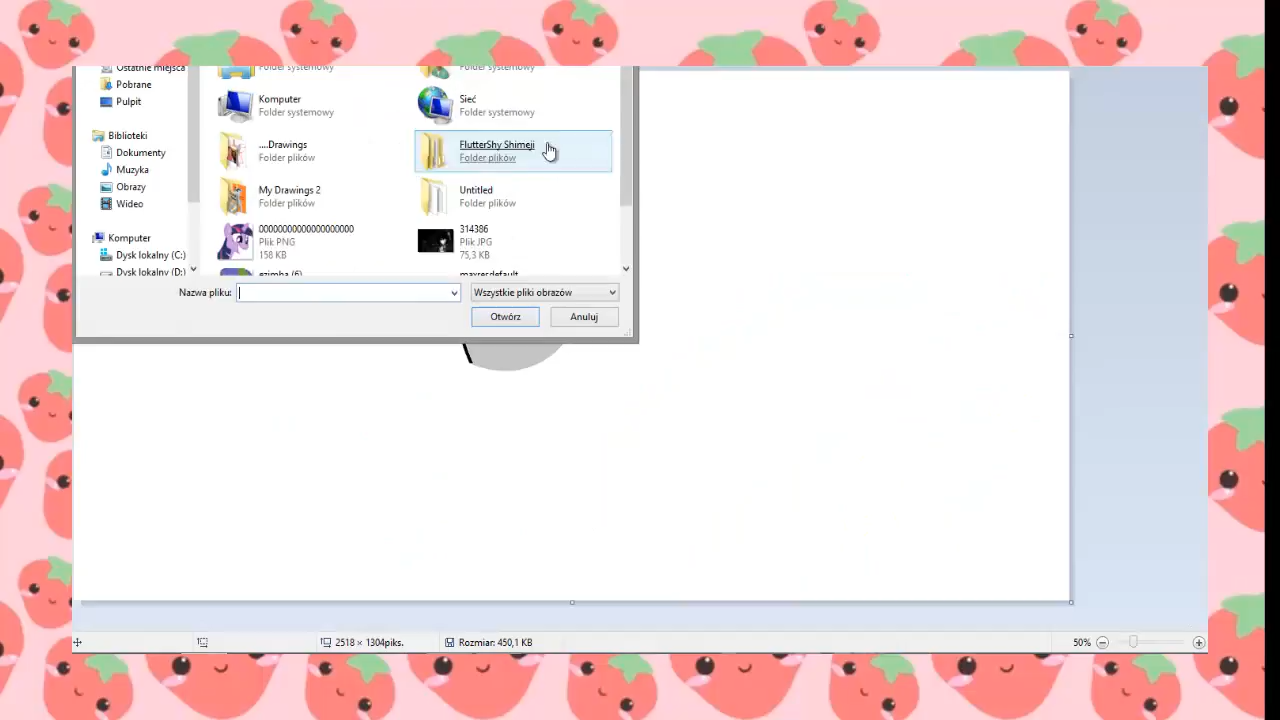 Ostatnie miejsca
Pobrane
Pulpit
Biblioteki
Dokumenty
Muzyka
Obrazy
Wideo
Komputer
Dysk lokalny (C:)
Dysk lokalny (D:)
Folder systemowy
Folder systemowy
Komputer
Folder systemowy
Sieć
Folder systemowy
....Drawings
Folder plików
FlutterShy Shimeji
Folder plików
My Drawings 2
Folder plików
Untitled
Folder plików
Plik PNG
158 KB
314386
Plik JPG
75,3 KB
ezimba (6)
maxresdefault
Nazwa pliku:
Wszystkie pliki obrazów
Otwórz
Anuluj
2518 × 1304piks.
Rozmiar: 450,1 KB
50%